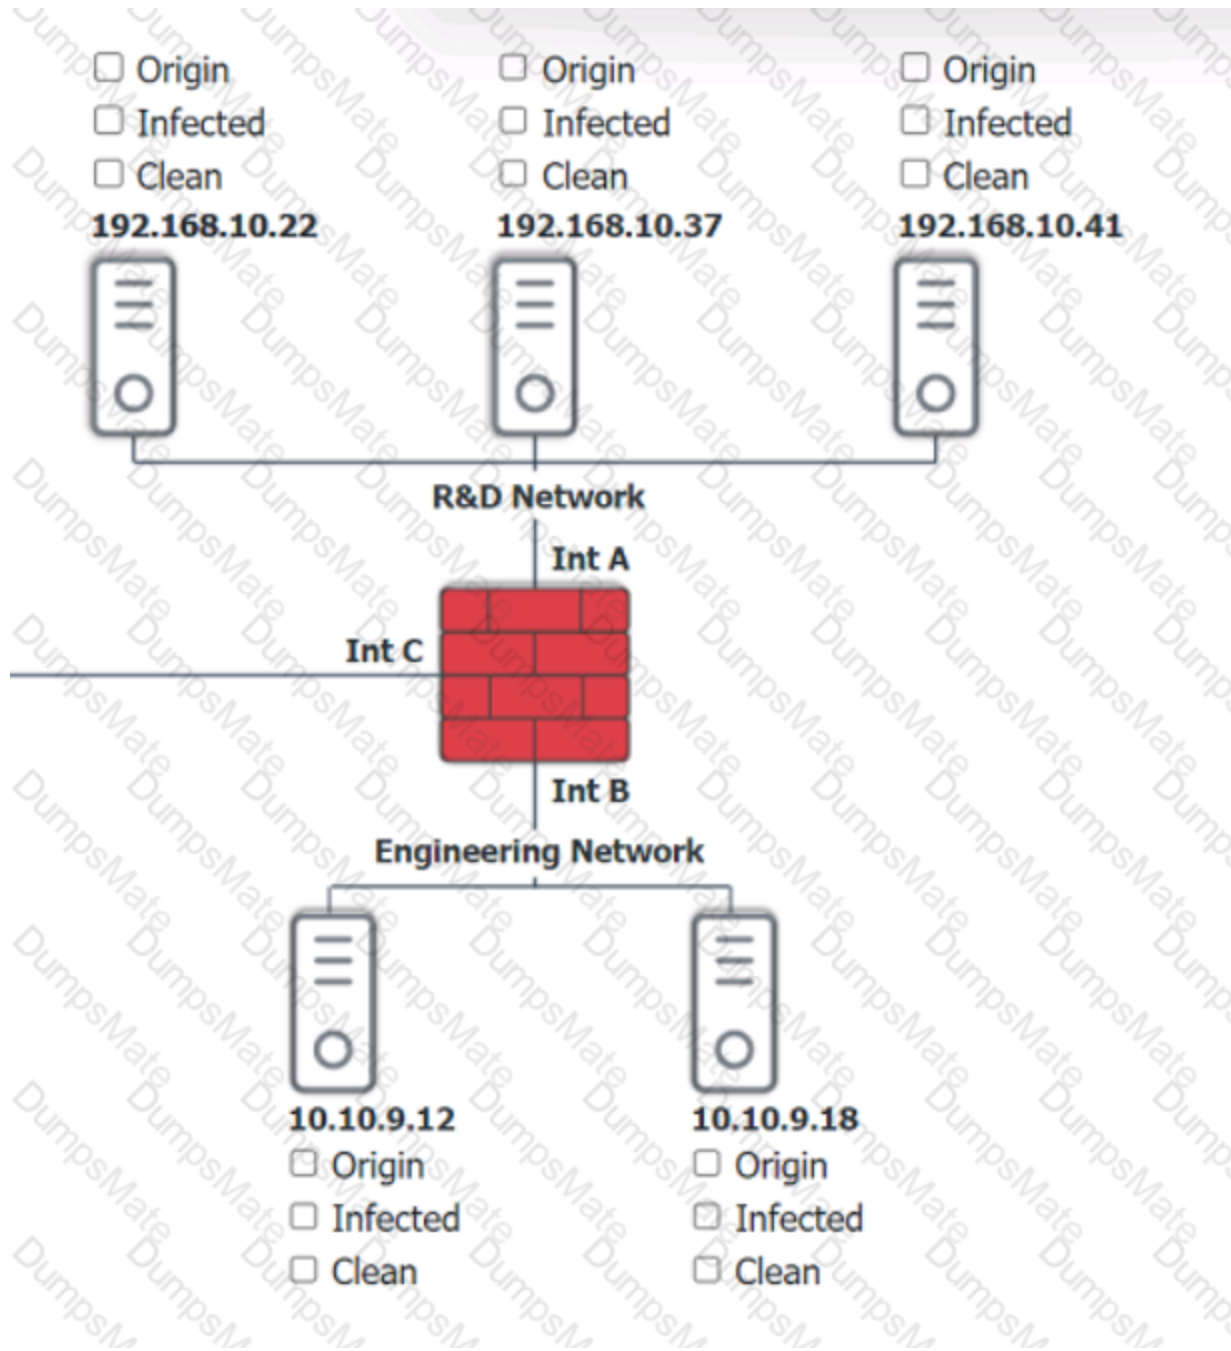 Origin Origin Origin
Infected Infected Infected
Clean Clean Clean
192.168.10.22 192.168.10.37 192.168.10.41
R&D Network
Int A
Int C
Int B
Engineering Network
10.10.9.12 10.10.9.18
Origin Origin
Infected Infected
Clean Clean
DumpsMate